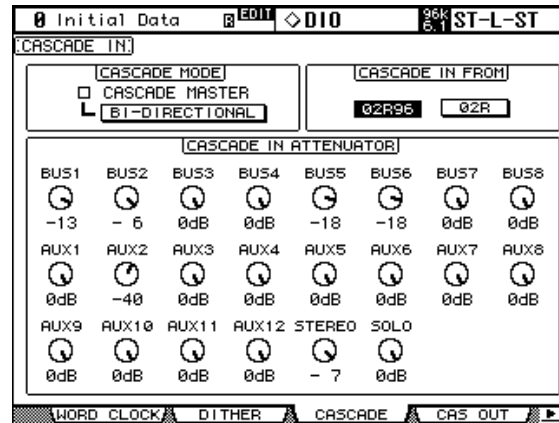 0 Initial Data R EDIT ◇DIO 96k 6.1 ST-L-ST
CASCADE IN
CASCADE MODE
CASCADE IN FROM
CASCADE MASTER
BI-DIRECTIONAL
02R96 02R
CASCADE IN ATTENUATOR
BUS1 BUS2 BUS3 BUS4 BUS5 BUS6 BUS7 BUS8
-13 - 6 0dB 0dB -18 -18 0dB 0dB
AUX1 AUX2 AUX3 AUX4 AUX5 AUX6 AUX7 AUX8
0dB -40 0dB 0dB 0dB 0dB 0dB 0dB
AUX9 AUX10 AUX11 AUX12 STEREO SOLO
0dB 0dB 0dB 0dB - 7 0dB
WORD CLOCK DITHER CASCADE CAS OUT